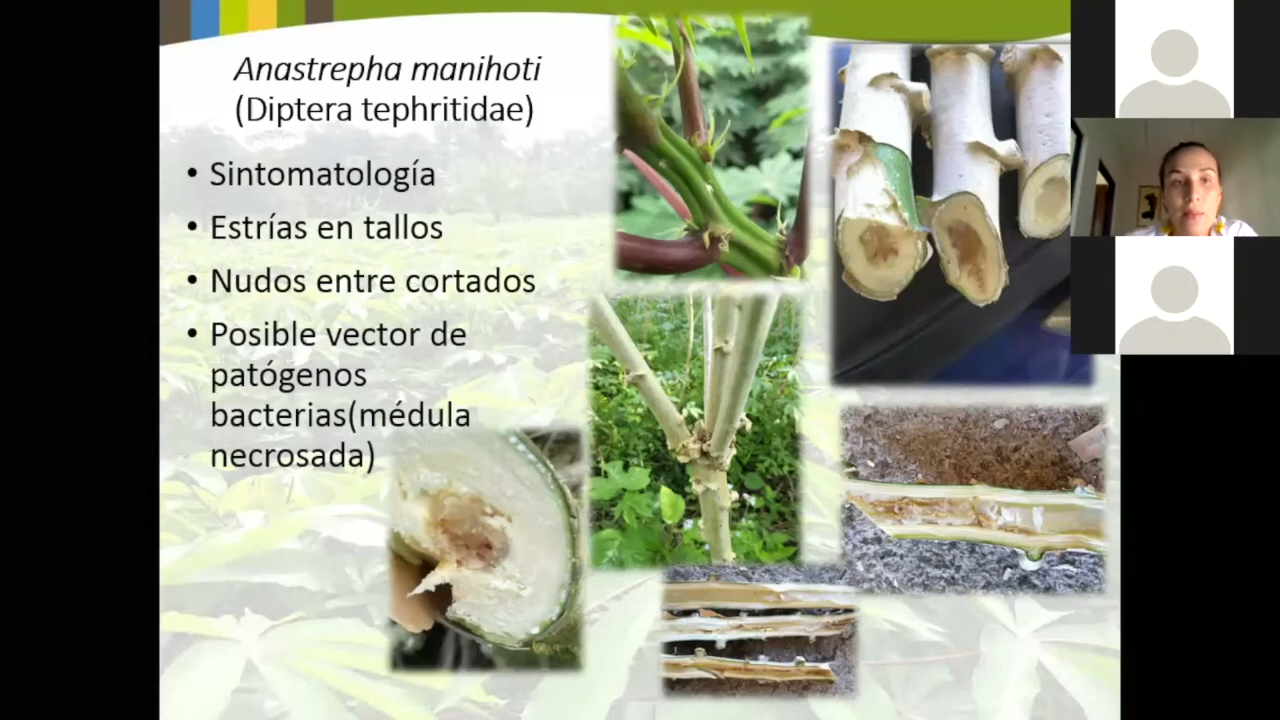 Anastrepha manihoti
(Diptera tephritidae)
• Sintomatología
• Estrías en tallos
• Nudos entre cortados
• Posible vector de
patógenos
bacterias(médula
necrosada)